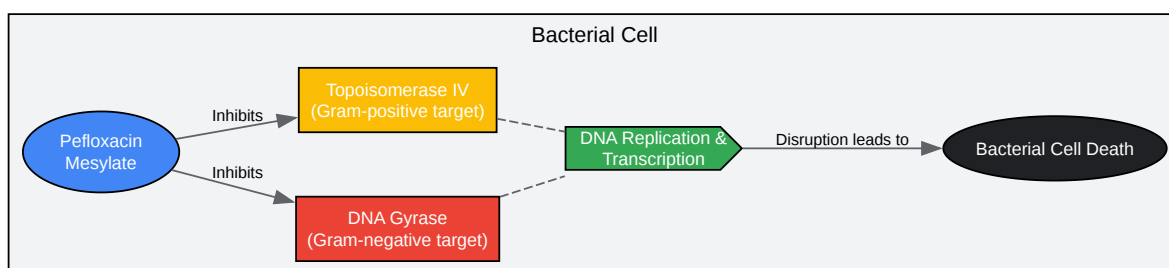 Bacterial Cell
Pefloxacin
Mesylate
Inhibits
Inhibits
Topoisomerase IV
(Gram-positive target)
DNA Gyrase
(Gram-negative target)
DNA Replication &
Transcription
Disruption leads to
Bacterial Cell Death